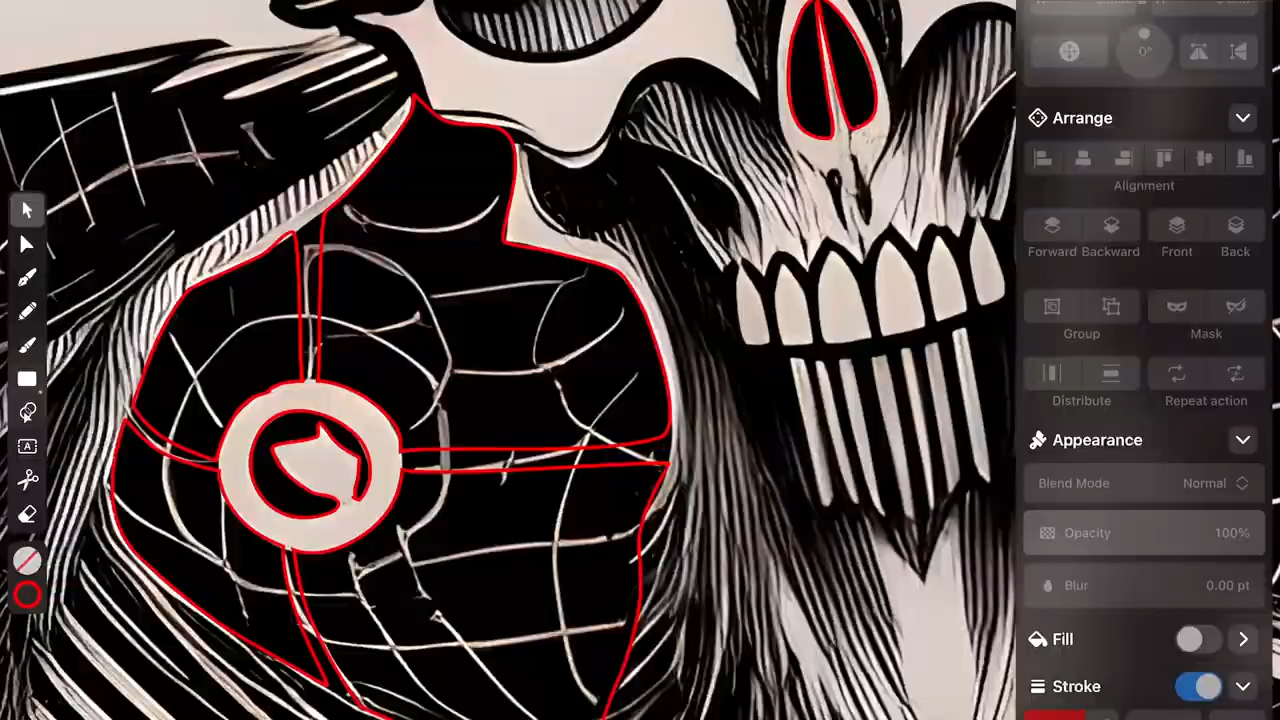 0°
Arrange
Alignment
Forward Backward Front Back
Group Mask
Distribute Repeat action
Appearance
Blend Mode Normal
Opacity 100%
Blur 0.00 pt
Fill
Stroke
A